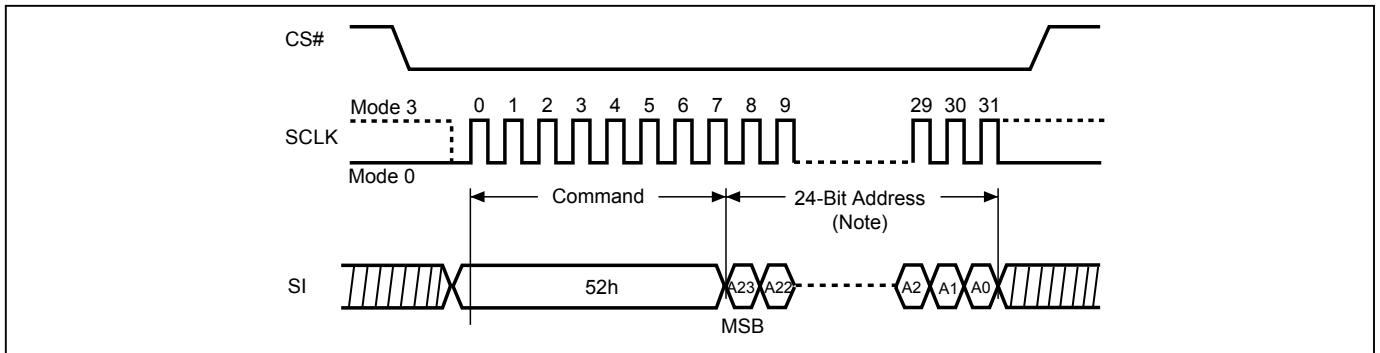 CS#
Mode 3
0 1 2 3 4 5 6 7 8 9 29 30 31
SCLK
Mode 0
Command
24-Bit Address
(Note)
SI
52h
A23 A22 A2 A1 A0
MSB